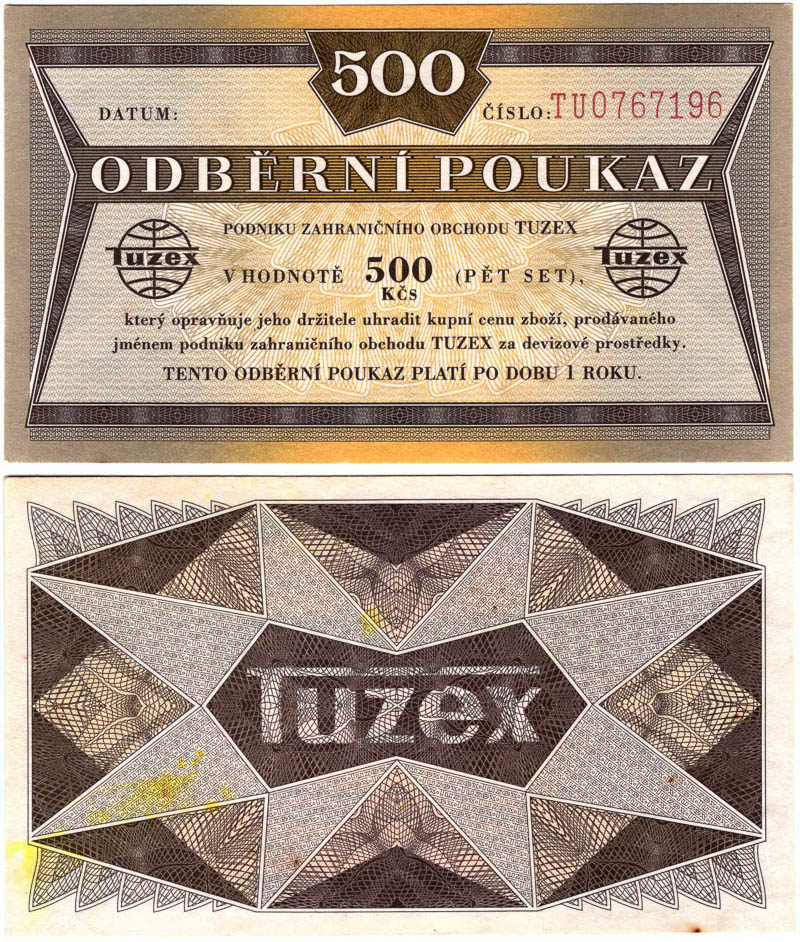 500
DATUM:
ČÍSLO: TU0767196
ODBĚRNÍ POUKAZ
PODNIKU ZAHRANIČNÍHO OBCHODU TUZEX
Tuzex
V HODNOTĚ 500 (PĚT SET),
KČS
Tuzex
který opravňuje jeho držitele uhradit kupní cenu zboží, prodávaného
jménem podniku zahraničního obchodu TUZEX za devizové prostředky.
TENTO ODBĚRNÍ POUKAZ PLATÍ PO DOBU 1 ROKU.
Tuzex